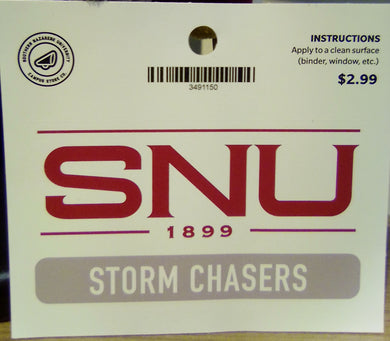 SOUTHERN NAZARENE UNIVERSITY
CAMPUS STORE CO.
INSTRUCTIONS
Apply to a clean surface
(binder, window, etc.)
$2.99
3491150
SNU
1899
STORM CHASERS